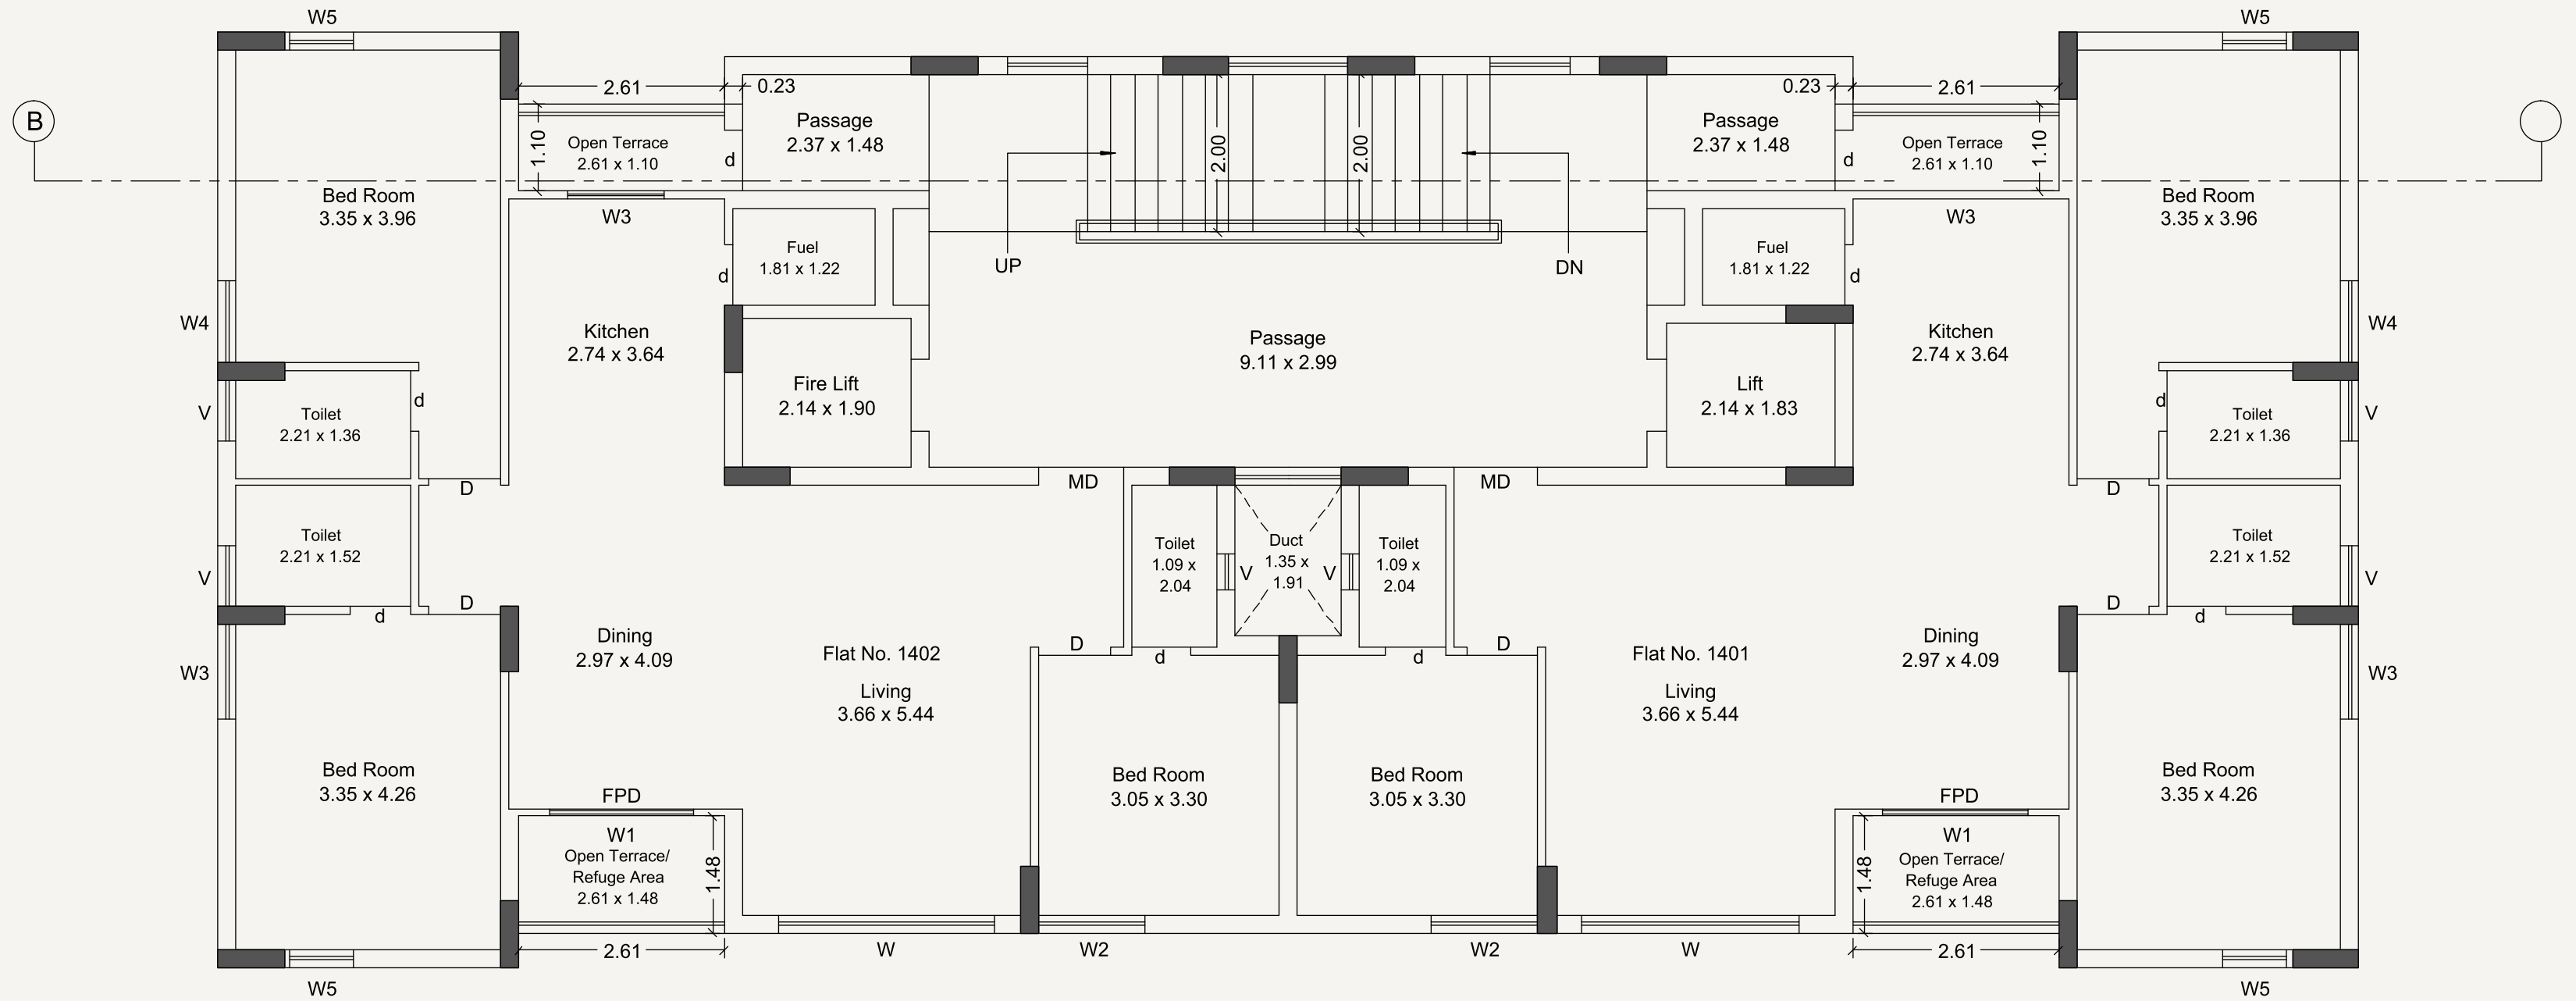 W5
W5
2.61
0.23
0.23
2.61
B
Passage
2.37 x 1.48
Passage
2.37 x 1.48
1.10
Open Terrace
2.61 x 1.10
d
2.00
2.00
d
Open Terrace
2.61 x 1.10
1.10
Bed Room
3.35 x 3.96
Bed Room
3.35 x 3.96
W3
W3
Fuel
1.81 x 1.22
d
UP
DN
Fuel
1.81 x 1.22
d
W4
Kitchen
2.74 x 3.64
Passage
9.11 x 2.99
Kitchen
2.74 x 3.64
W4
Fire Lift
2.14 x 1.90
Lift
2.14 x 1.83
V
Toilet
2.21 x 1.36
d
d
Toilet
2.21 x 1.36
V
D
MD
MD
D
Toilet
2.21 x 1.52
Toilet
1.09 x
2.04
V
Duct
1.35 x
1.91
V
Toilet
1.09 x
2.04
Toilet
2.21 x 1.52
V
V
D
d
D
d
Dining
2.97 x 4.09
Flat No. 1402
D
d
d
D
Flat No. 1401
Dining
2.97 x 4.09
W3
Living
3.66 x 5.44
Living
3.66 x 5.44
W3
Bed Room
3.35 x 4.26
Bed Room
3.05 x 3.30
Bed Room
3.05 x 3.30
Bed Room
3.35 x 4.26
FPD
FPD
W1
Open Terrace/
Refuge Area
2.61 x 1.48
1.48
1.48
W1
Open Terrace/
Refuge Area
2.61 x 1.48
2.61
W
W2
W2
W
2.61
W5
W5